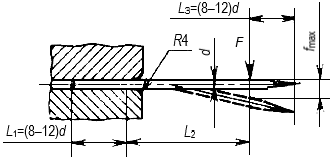 L₃=(8–12)d
R4
d
F
fmax
L₁=(8–12)d
L₂